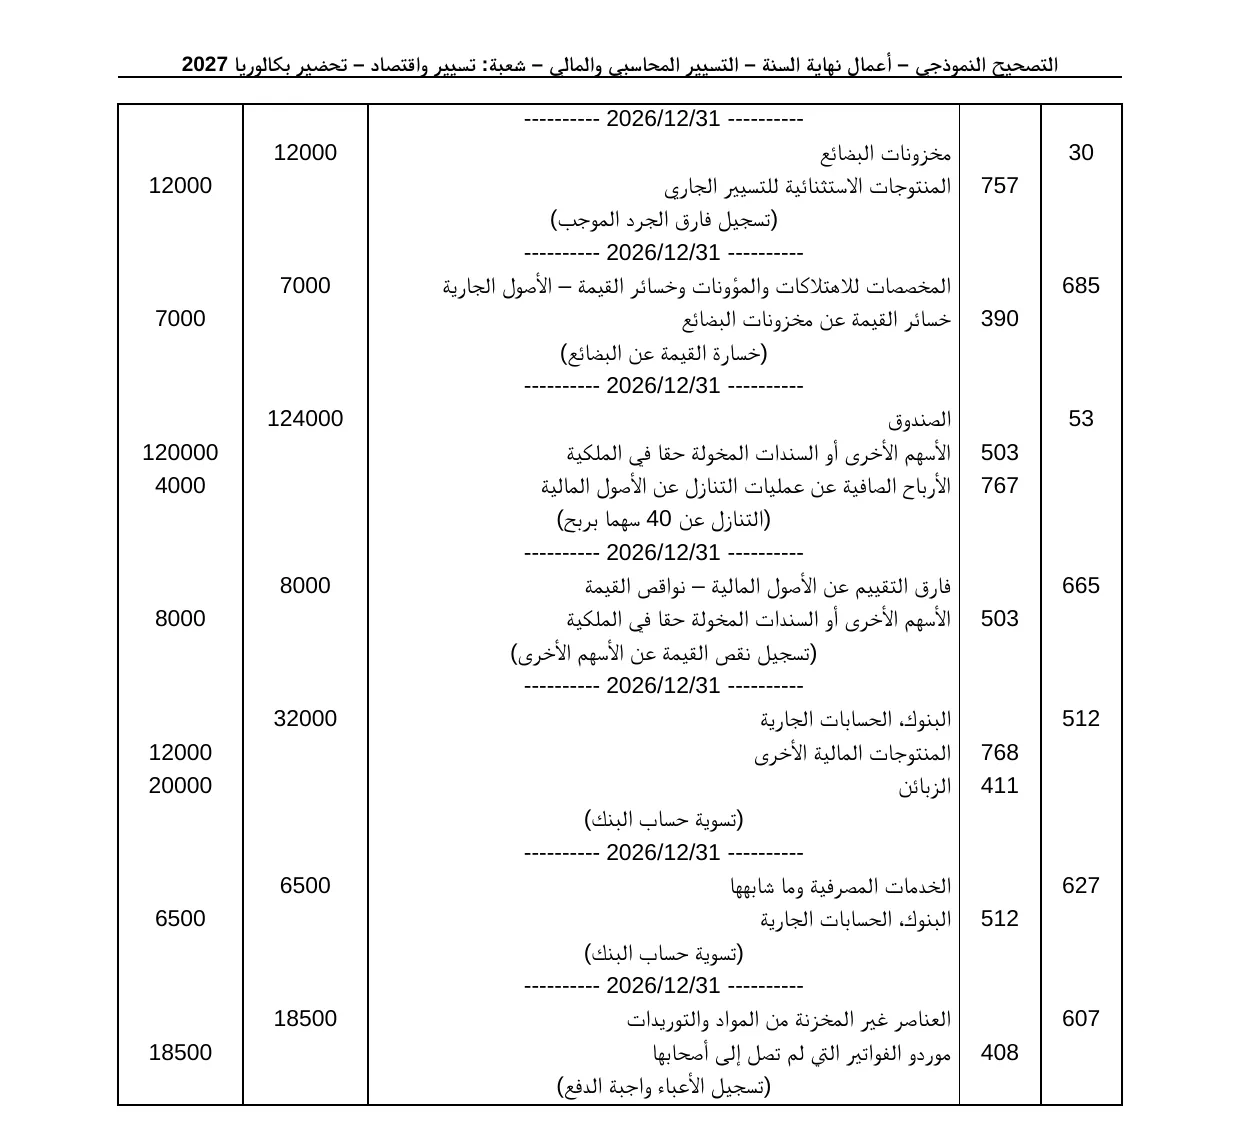 التصحيح النموذجي – أعمال نهاية السنة – التسيير المحاسبي والمالي – شعبة: تسيير واقتصاد – تحضير بكالوريا 2027
---------- 2026/12/31 ----------
30 مخزونات البضائع 12000
757 المنتوجات الاستثنائية للتسيير الجاري 12000
(تسجيل فارق الجرد الموجب)
---------- 2026/12/31 ----------
685 المخصصات للاهتلاكات والمؤونات وخسائر القيمة – الأصول الجارية 7000
390 خسائر القيمة عن مخزونات البضائع 7000
(خسارة القيمة عن البضائع)
---------- 2026/12/31 ----------
53 الصندوق 124000
503 الأسهم الأخرى أو السندات المخولة حقا في الملكية 120000
767 الأرباح الصافية عن عمليات التنازل عن الأصول المالية 4000
(التنازل عن 40 سهما بربح)
---------- 2026/12/31 ----------
665 فارق التقييم عن الأصول المالية – نواقص القيمة 8000
503 الأسهم الأخرى أو السندات المخولة حقا في الملكية 8000
(تسجيل نقص القيمة عن الأسهم الأخرى)
---------- 2026/12/31 ----------
512 البنوك، الحسابات الجارية 32000
768 المنتوجات المالية الأخرى 12000
411 الزبائن 20000
(تسوية حساب البنك)
---------- 2026/12/31 ----------
627 الخدمات المصرفية وما شابهها 6500
512 البنوك، الحسابات الجارية 6500
(تسوية حساب البنك)
---------- 2026/12/31 ----------
607 العناصر غير المخزنة من المواد والتوريدات 18500
408 موردو الفواتير التي لم تصل إلى أصحابها 18500
(تسجيل الأعباء واجبة الدفع)